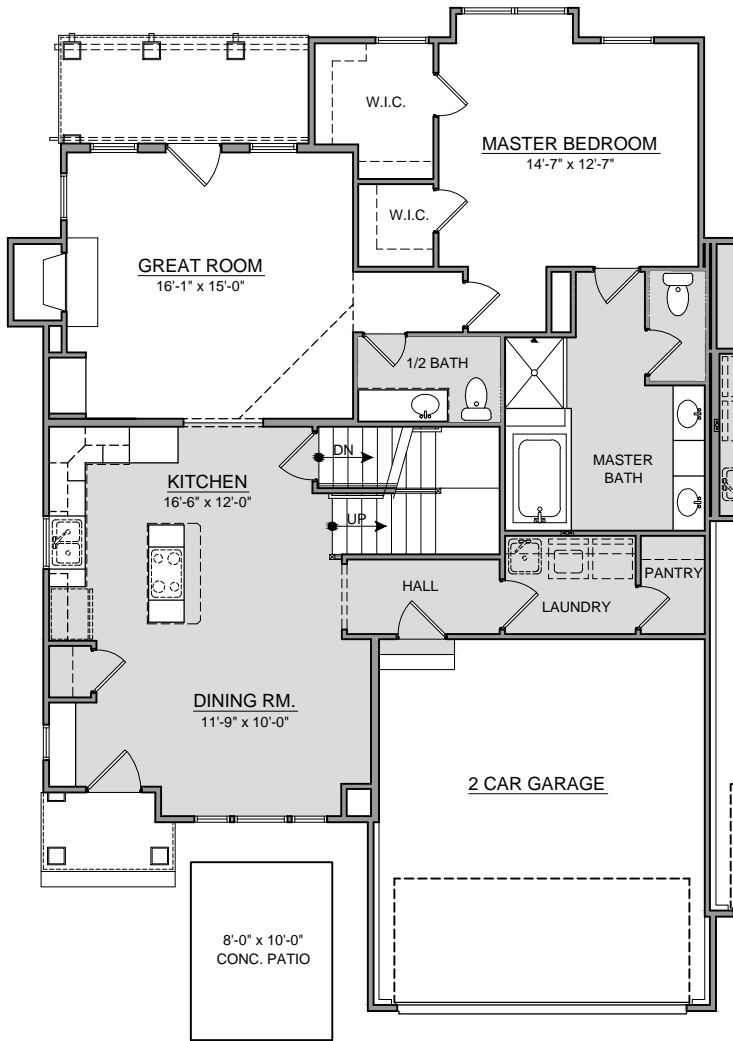 W.I.C.
MASTER BEDROOM
14'-7" x 12'-7"
W.I.C.
GREAT ROOM
16'-1" x 15'-0"
1/2 BATH
DN
MASTER
BATH
KITCHEN
16'-6" x 12'-0"
UP
HALL
LAUNDRY
PANTRY
DINING RM.
11'-9" x 10'-0"
2 CAR GARAGE
8'-0" x 10'-0"
CONC. PATIO